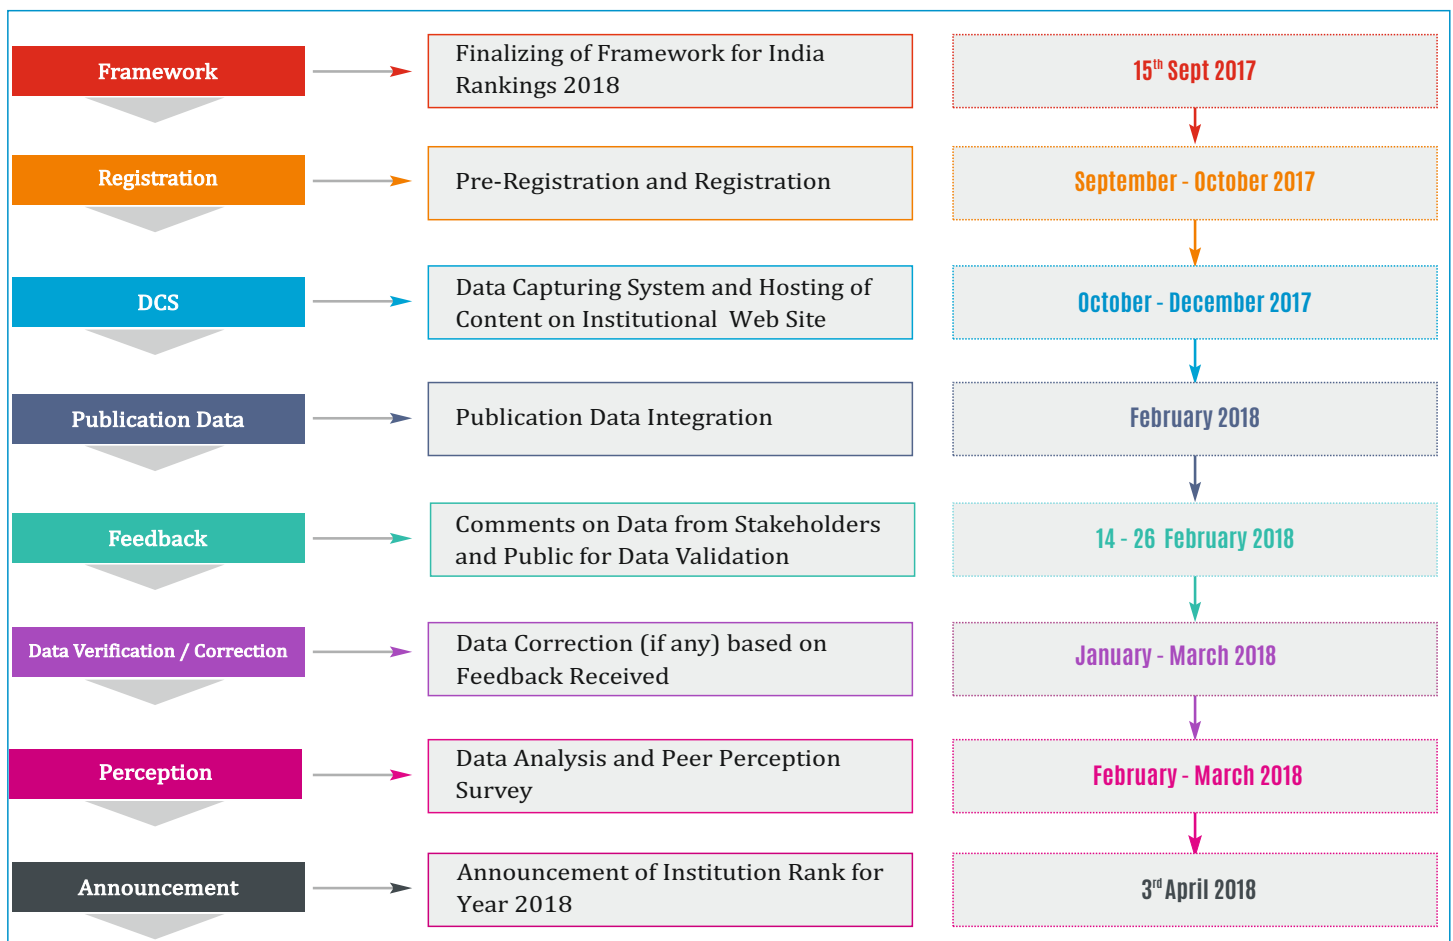 Framework
Finalizing of Framework for India
Rankings 2018
15th Sept 2017
Registration
Pre-Registration and Registration
September - October 2017
DCS
Data Capturing System and Hosting of
Content on Institutional Web Site
October - December 2017
Publication Data
Publication Data Integration
February 2018
Feedback
Comments on Data from Stakeholders
and Public for Data Validation
14 - 26 February 2018
Data Verification / Correction
Data Correction (if any) based on
Feedback Received
January - March 2018
Perception
Data Analysis and Peer Perception
Survey
February - March 2018
Announcement
Announcement of Institution Rank for
Year 2018
3rd April 2018